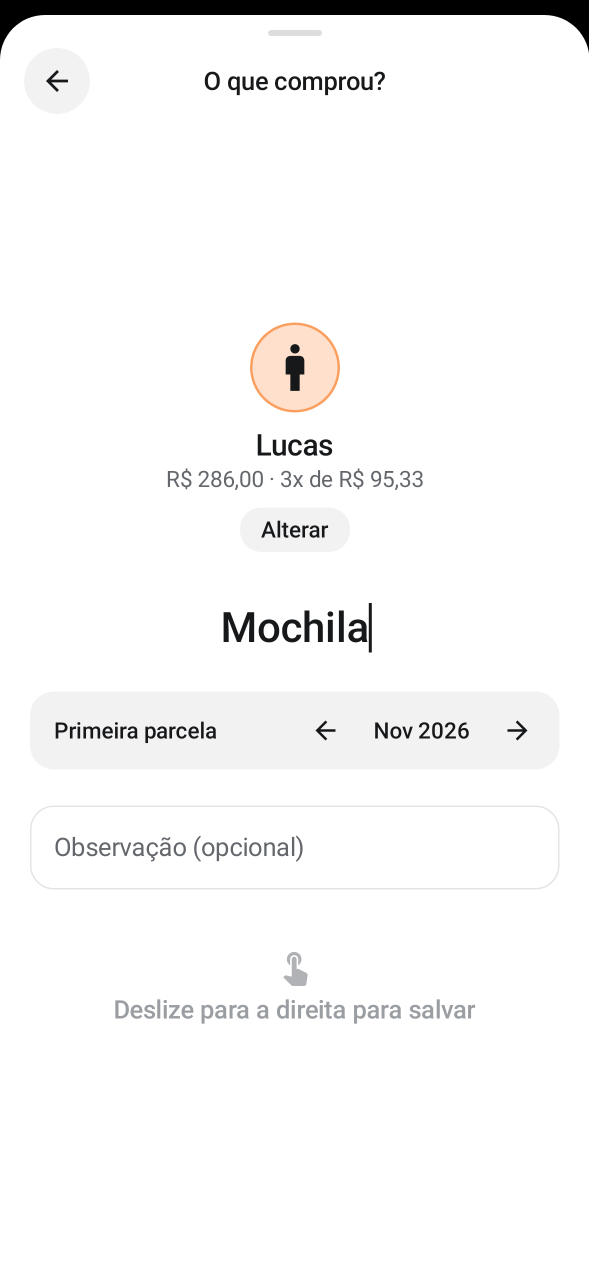 O que comprou?
Lucas
R$ 286,00 · 3x de R$ 95,33
Alterar
Mochila
Primeira parcela
Nov 2026
Observação (opcional)
Deslize para a direita para salvar